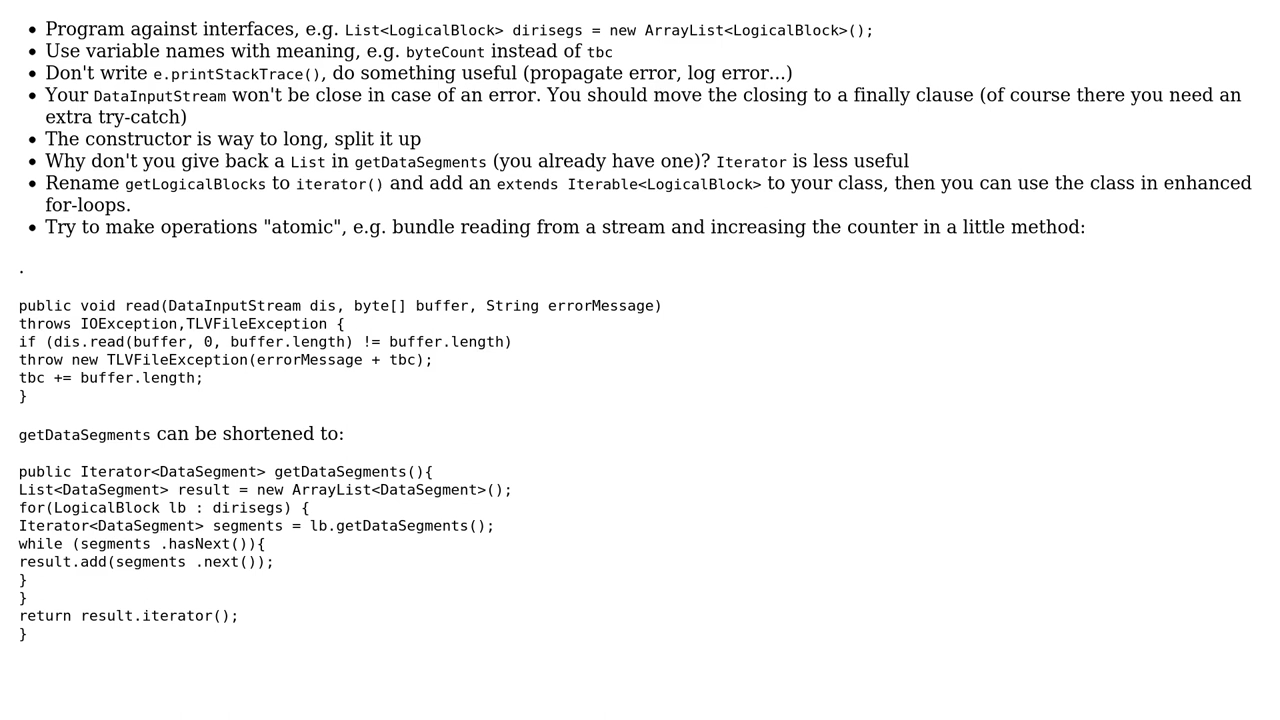 • Program against interfaces, e.g. List<LogicalBlock> dirisegs = new ArrayList<LogicalBlock>();
• Use variable names with meaning, e.g. byteCount instead of tbc
• Don't write e.printStackTrace(), do something useful (propagate error, log error...)
• Your DataInputStream won't be close in case of an error. You should move the closing to a finally clause (of course there you need an
extra try-catch)
• The constructor is way to long, split it up
• Why don't you give back a List in getDataSegments (you already have one)? Iterator is less useful
• Rename getLogicalBlocks to iterator() and add an extends Iterable<LogicalBlock> to your class, then you can use the class in enhanced
for-loops.
• Try to make operations "atomic", e.g. bundle reading from a stream and increasing the counter in a little method:
.
public void read(DataInputStream dis, byte[] buffer, String errorMessage)
throws IOException,TLVFileException {
if (dis.read(buffer, 0, buffer.length) != buffer.length)
throw new TLVFileException(errorMessage + tbc);
tbc += buffer.length;
}
getDataSegments can be shortened to:
public Iterator<DataSegment> getDataSegments(){
List<DataSegment> result = new ArrayList<DataSegment>();
for(LogicalBlock lb : dirisegs) {
Iterator<DataSegment> segments = lb.getDataSegments();
while (segments .hasNext()){
result.add(segments .next());
}
}
return result.iterator();
}